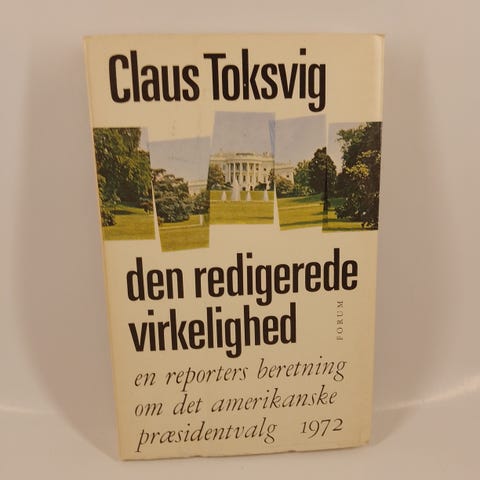 Claus Toksvig
den redigerede
virkelighed
FORUM
en reporters beretning
om det amerikanske
præsidentvalg 1972